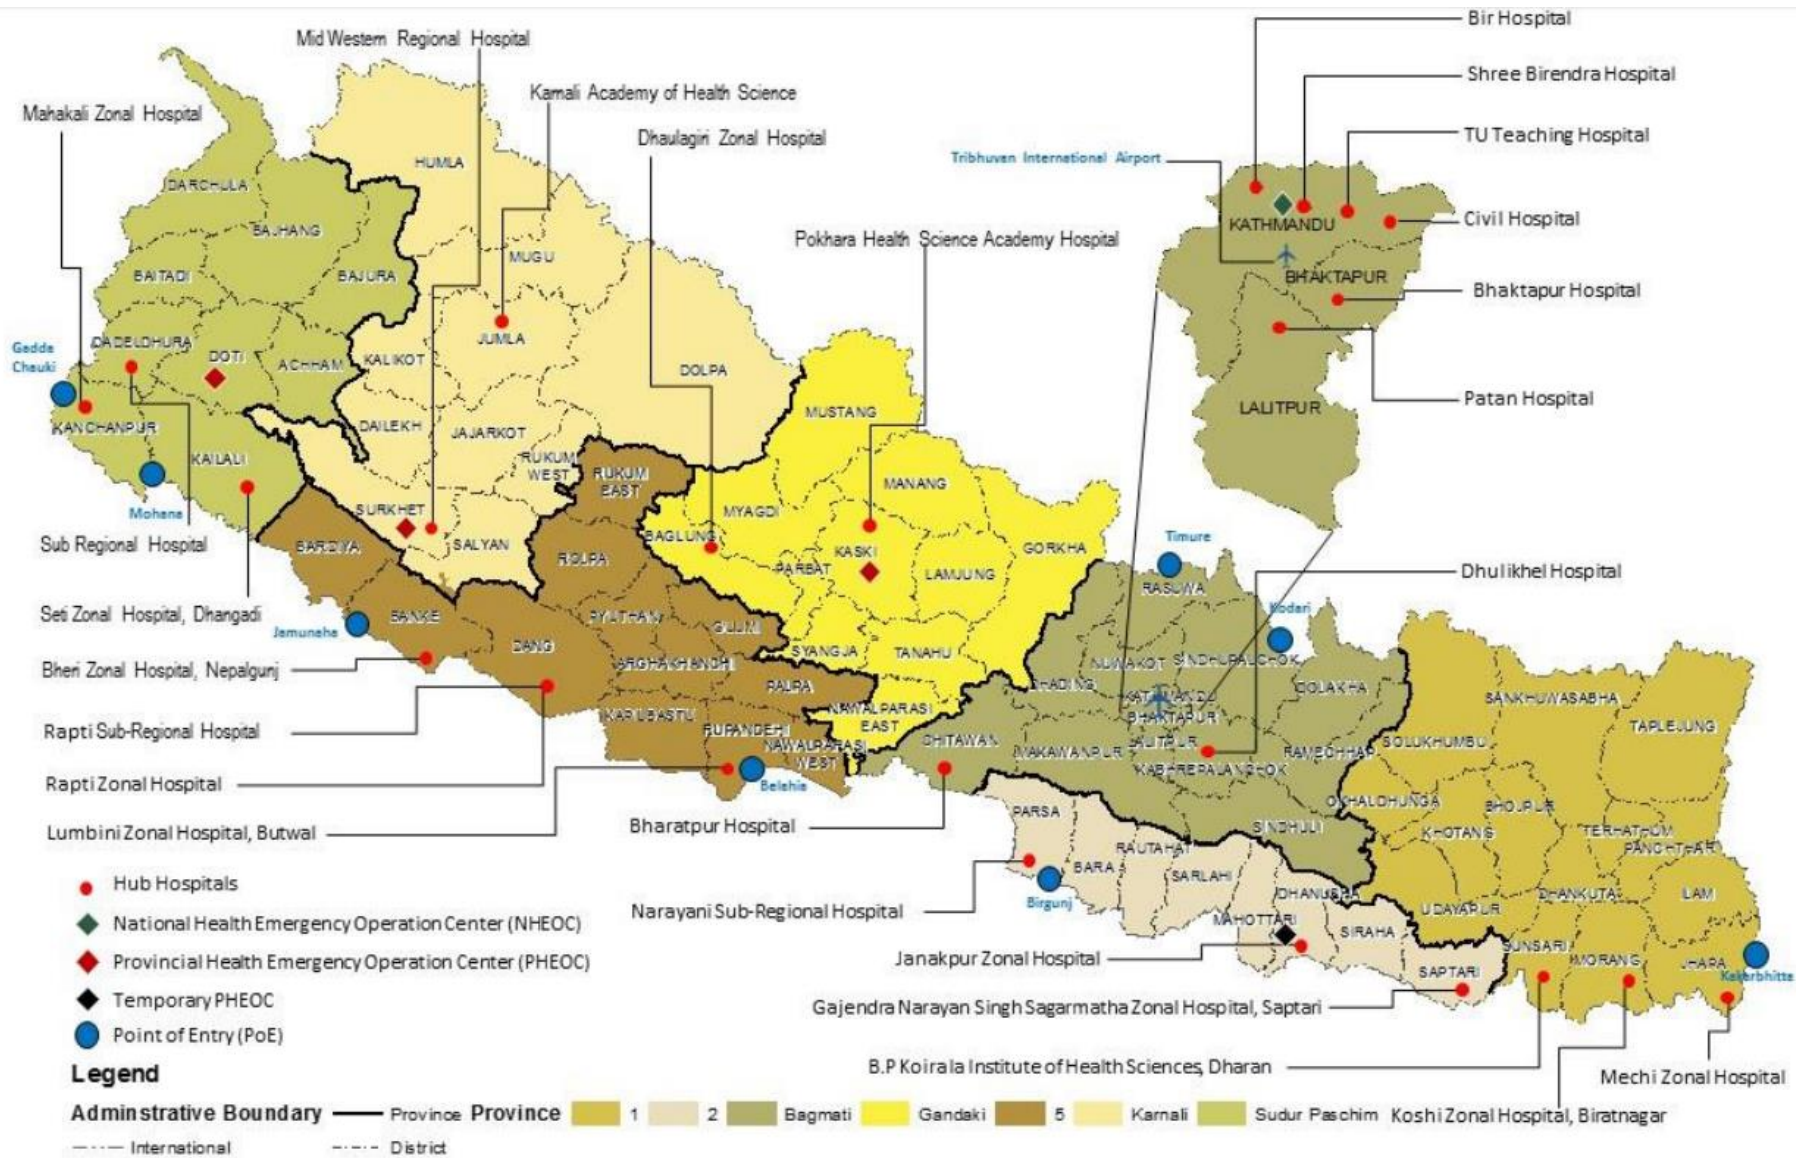 Bir Hospital
Mid Western Regional Hospital
Shree Birendra Hospital
Karnali Academy of Health Science
Mahakali Zonal Hospital
TU Teaching Hospital
Dhaulagiri Zonal Hospital
Tribhuvan International Airport
HUMLA
DARCHULA
Civil Hospital
KATHMANDU
BAJHANG
Pokhara Health Science Academy Hospital
MUGU
BAITADI
BAJURA
BHAKTAPUR
Bhaktapur Hospital
JUMLA
DADELDHURA
Gadda
Chauki
DOTI
ACHHAM
KALIKOT
DOLPA
Patan Hospital
LALITPUR
MUSTANG
KANCHANPUR
DAILEKH
JAJARKOT
KAILALI
RUKUM
WEST
RUKUM
EAST
MANANG
Mohana
SURKHET
MYAGDI
BAGLUNG
Timure
Sub Regional Hospital
BARDIYA
SALYAN
ROLPA
KASKI
GORKHA
PARBAT
LAMJUNG
Dhulikhel Hospital
RASUWA
Seti Zonal Hospital, Dhangadi
Kodari
Jamunaha
BANKE
PYUTHAN
GULMI
DANG
SYANGJA
TANAHU
NUWAKOT
SINDHUPALCHOK
Bheri Zonal Hospital, Nepalgunj
ARGHAKHANCHI
PALPA
DHADING
DOLAKHA
KATHMANDU
SANKHUWASABHA
NAWALPARASI
EAST
KAPILBASTU
BHAKTAPUR
TAPLEJUNG
Rapti Sub-Regional Hospital
RUPANDEHI
NAWALPARASI
WEST
CHITAWAN
MAKAWANPUR
LALITPUR
RAMECHHAP
SOLUKHUMBU
KABHREPALANCHOK
Rapti Zonal Hospital
Belahia
OKHALDHUNGA
BHOJPUR
PARSA
Lumbini Zonal Hospital, Butwal
Bharatpur Hospital
SINDHULI
KHOTANG
TERHATHUM
PANCHTHAR
RAUTAHAT
BARA
SARLAHI
Hub Hospitals
DHANUSHA
DHANKUTA
LAM
Birgunj
Narayani Sub-Regional Hospital
UDAYAPUR
National Health Emergency Operation Center (NHEOC)
MAHOTTARI
SIRAHA
SUNSARI
Janakpur Zonal Hospital
MORANG
JHAPA
Provincial Health Emergency Operation Center (PHEOC)
SAPTARI
Kakarbhitta
Temporary PHEOC
Gajendra Narayan Singh Sagarmatha Zonal Hospital, Saptari
Point of Entry (PoE)
B.P Koirala Institute of Health Sciences, Dharan
Mechi Zonal Hospital
Legend
Adminstrative Boundary Province Province 1 2 Bagmati Gandaki 5 Karnali Sudur Paschim Koshi Zonal Hospital, Biratnagar
International District